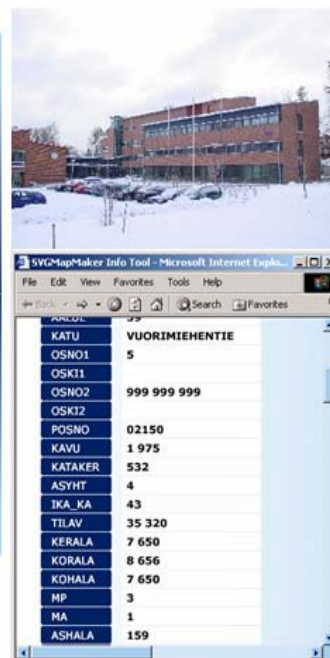 SVGMapMaker Info Tool - Microsoft Internet Explo...
File Edit View Favorites Tools Help
Back Search Favorites
KATU VUORIMIEHENTIE
OSNO1 5
OSKI1
OSNO2 999 999 999
OSKI2
POSNO 02150
KAVU 1 975
KATAKER 532
ASYHT 4
IKA_KA 43
TILAV 35 320
KERALA 7 650
KORALA 8 656
KOHALA 7 650
MP 3
MA 1
ASHALA 159